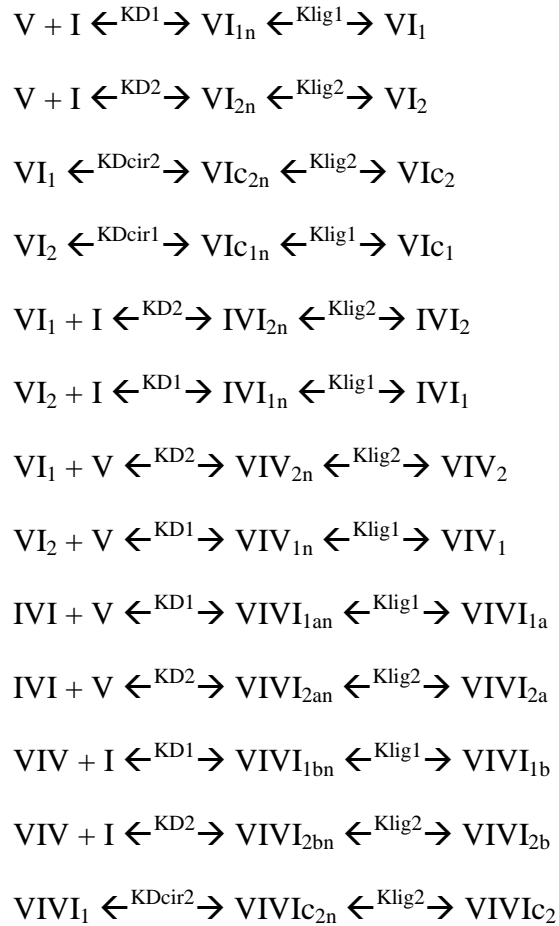 V + I ←KD1→ VI1n ←Klig1→ VI1
V + I ←KD2→ VI2n ←Klig2→ VI2
VI1 ←KDcir2→ VIc2n ←Klig2→ VIc2
VI2 ←KDcir1→ VIc1n ←Klig1→ VIc1
VI1 + I ←KD2→ IVI2n ←Klig2→ IVI2
VI2 + I ←KD1→ IVI1n ←Klig1→ IVI1
VI1 + V ←KD2→ VIV2n ←Klig2→ VIV2
VI2 + V ←KD1→ VIV1n ←Klig1→ VIV1
IVI + V ←KD1→ VIVI1an ←Klig1→ VIVI1a
IVI + V ←KD2→ VIVI2an ←Klig2→ VIVI2a
VIV + I ←KD1→ VIVI1bn ←Klig1→ VIVI1b
VIV + I ←KD2→ VIVI2bn ←Klig2→ VIVI2b
VIVI1 ←KDcir2→ VIVIc2n ←Klig2→ VIVIc2